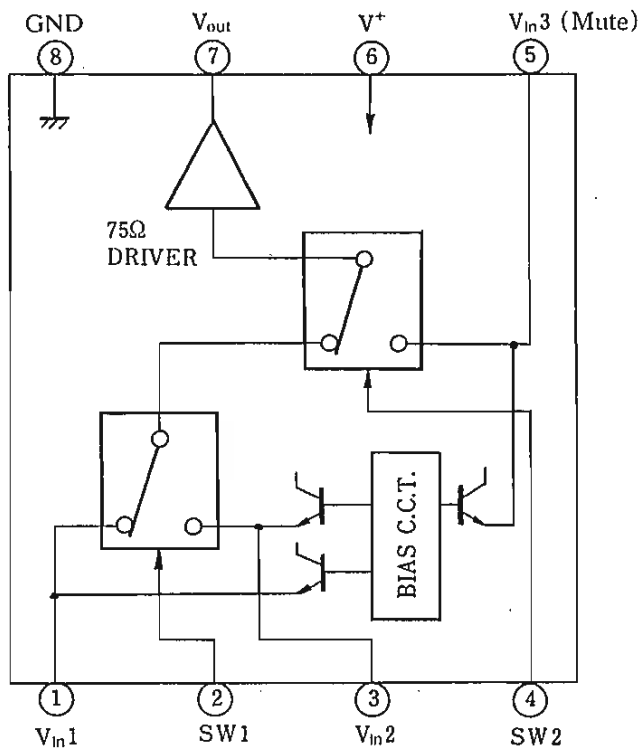 GND
Vout
V+
VIn3 (Mute)
8
7
6
5
75Ω
DRIVER
BIAS C.C.T.
1
2
3
4
VIn1
SW1
VIn2
SW2